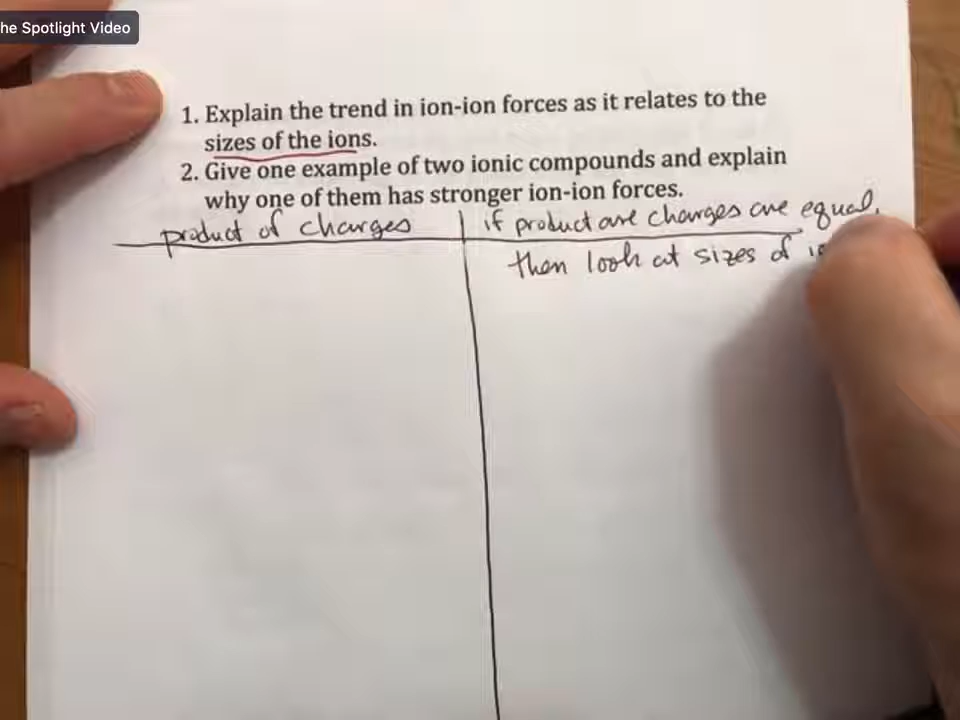 he Spotlight Video
1. Explain the trend in ion-ion forces as it relates to the
sizes of the ions.
2. Give one example of two ionic compounds and explain
why one of them has stronger ion-ion forces.
product of charges
if product are charges are equal,
then look at sizes of